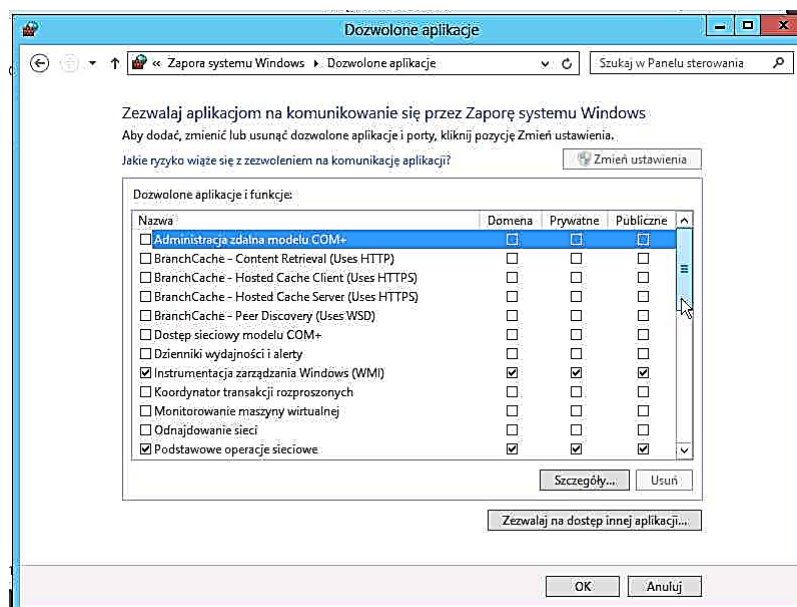 Dozwolone aplikacje
« Zapora systemu Windows ▸ Dozwolone aplikacje
Szukaj w Panelu sterowania
Zezwalaj aplikacjom na komunikowanie się przez Zaporę systemu Windows
Aby dodać, zmienić lub usunąć dozwolone aplikacje i porty, kliknij pozycję Zmień ustawienia.
Jakie ryzyko wiąże się z zezwoleniem na komunikację aplikacji?
Zmień ustawienia
Dozwolone aplikacje i funkcje:
Nazwa Domena Prywatne Publiczne
Administracja zdalna modelu COM+
BranchCache - Content Retrieval (Uses HTTP)
BranchCache - Hosted Cache Client (Uses HTTPS)
BranchCache - Hosted Cache Server (Uses HTTPS)
BranchCache - Peer Discovery (Uses WSD)
Dostęp sieciowy modelu COM+
Dzienniki wydajności i alerty
Instrumentacja zarządzania Windows (WMI)
Koordynator transakcji rozproszonych
Monitorowanie maszyny wirtualnej
Odnajdowanie sieci
Podstawowe operacje sieciowe
Szczegóły... Usuń
Zezwalaj na dostęp innej aplikacji...
OK Anuluj